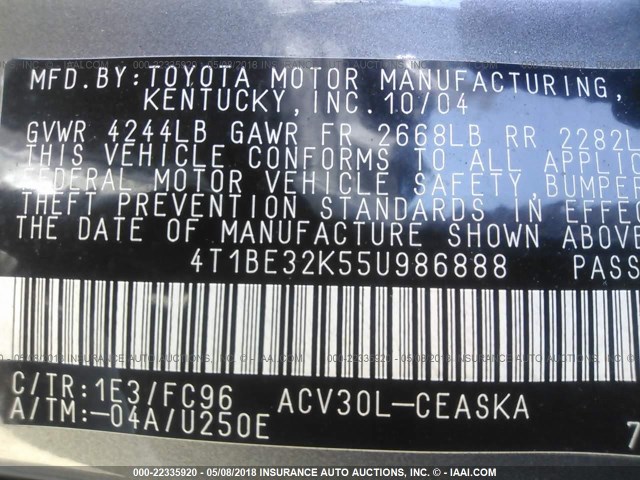 MFD.BY: TOYOTA MOTOR MANUFACTURING,
KENTUCKY, INC. 10/04
GVWR 4244LB GAWR FR 2668LB RR 2282L
THIS VEHICLE CONFORMS TO ALL APPLIC
FEDERAL MOTOR VEHICLE SAFETY, BUMPER
THEFT PREVENTION STANDARDS IN EFFEC
THE DATE OF MANUFACTURE SHOWN ABOVE
4T1BE32K55U986888 PASS
C/TR: 1E3/FC96 ACV30L-CEASKA
A/TM: -04A/U250E 7
000-22335920 - 05/08/2018 INSURANCE AUTO AUCTIONS, INC. (C) - IAAI.COM